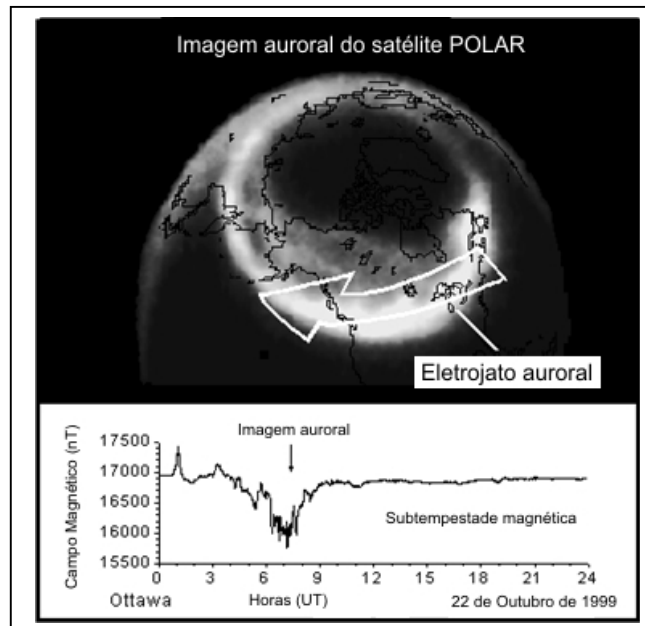 Imagem auroral do satélite POLAR
Eletrojato auroral
Imagem auroral
Campo Magnético (nT)
17500
17000
16500
16000
15500
Subtempestade magnética
0 3 6 9 12 15 18 21 24
Ottawa Horas (UT) 22 de Outubro de 1999